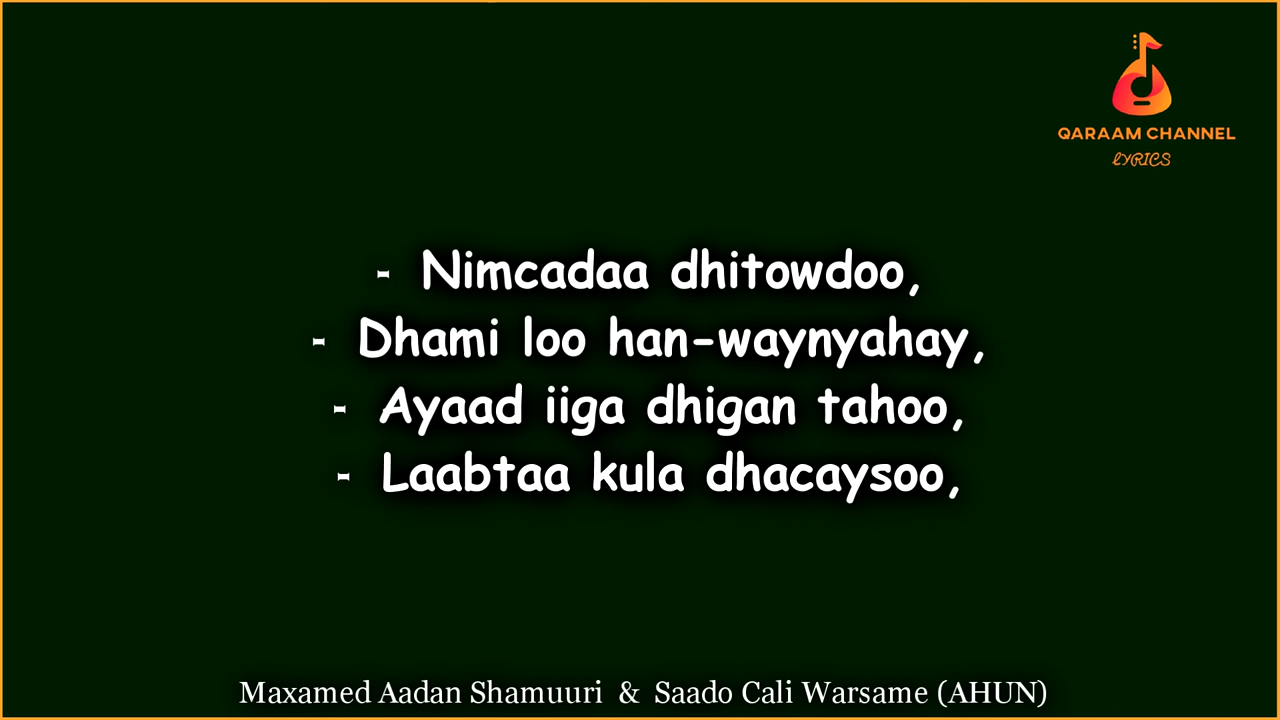 QARAAM CHANNEL
LYRICS
- Nimcadaa dhitowdoo,
- Dhami loo han-waynyahay,
- Ayaad iiga dhigan tahoo,
- Laabtaa kula dhacaysoo,
Maxamed Aadan Shamuuri & Saado Cali Warsame (AHUN)